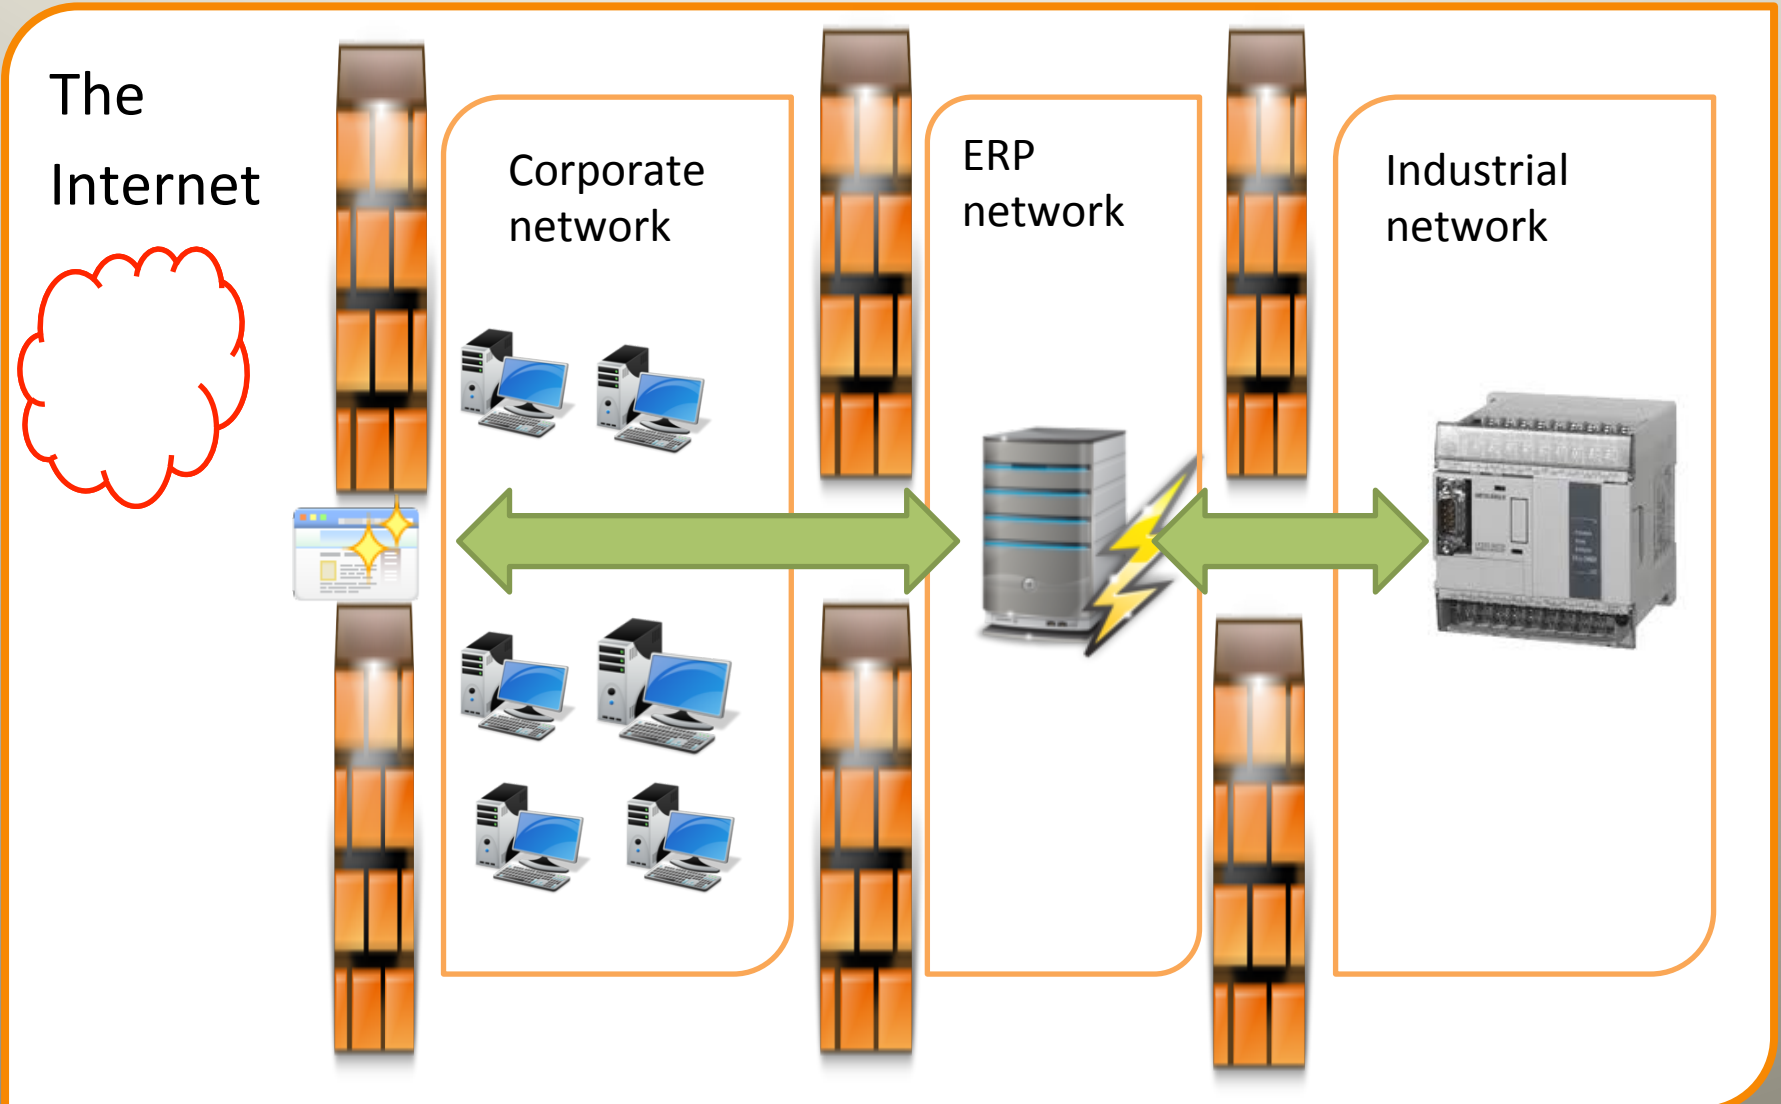 The
Internet
Corporate
network
ERP
network
Industrial
network